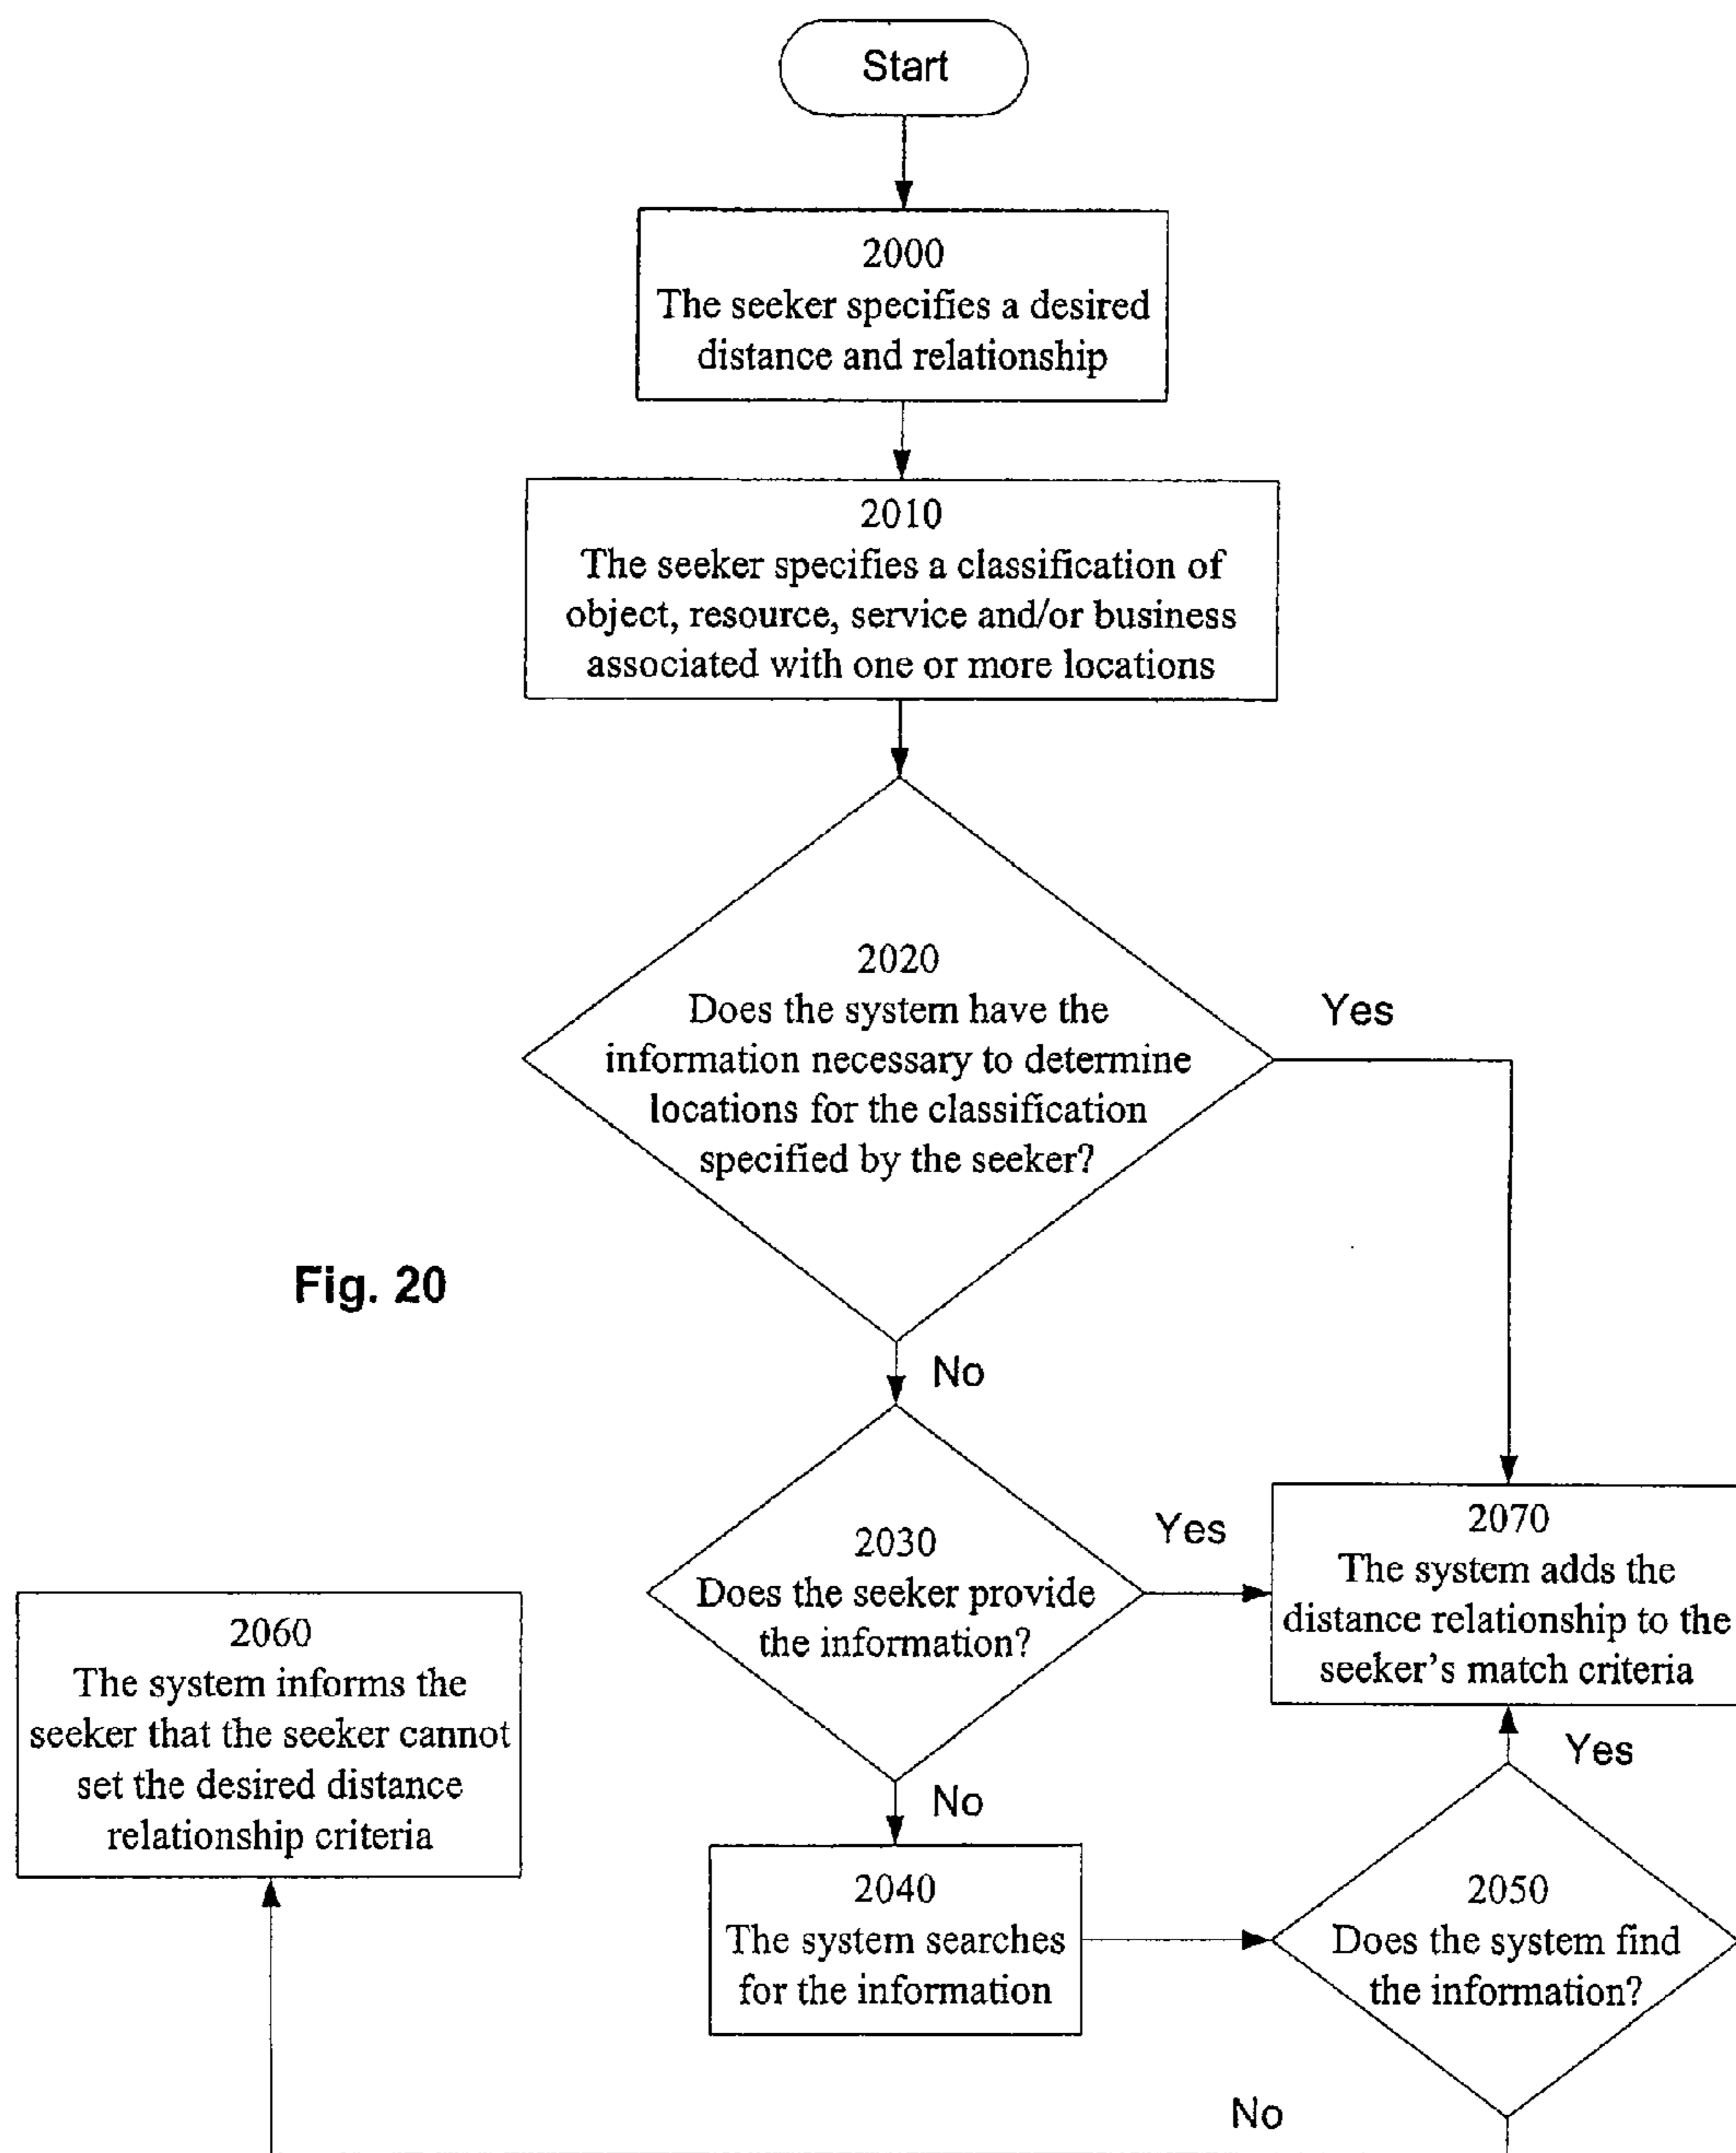 Start
2000
The seeker specifies a desired
distance and relationship
2010
The seeker specifies a classification of
object, resource, service and/or business
associated with one or more locations
2020
Does the system have the
information necessary to determine
locations for the classification
specified by the seeker?
Yes
Fig. 20
No
2030
Does the seeker provide
the information?
Yes
2070
The system adds the
distance relationship to the
seeker's match criteria
2060
The system informs the
seeker that the seeker cannot
set the desired distance
relationship criteria
Yes
No
2040
The system searches
for the information
2050
Does the system find
the information?
No